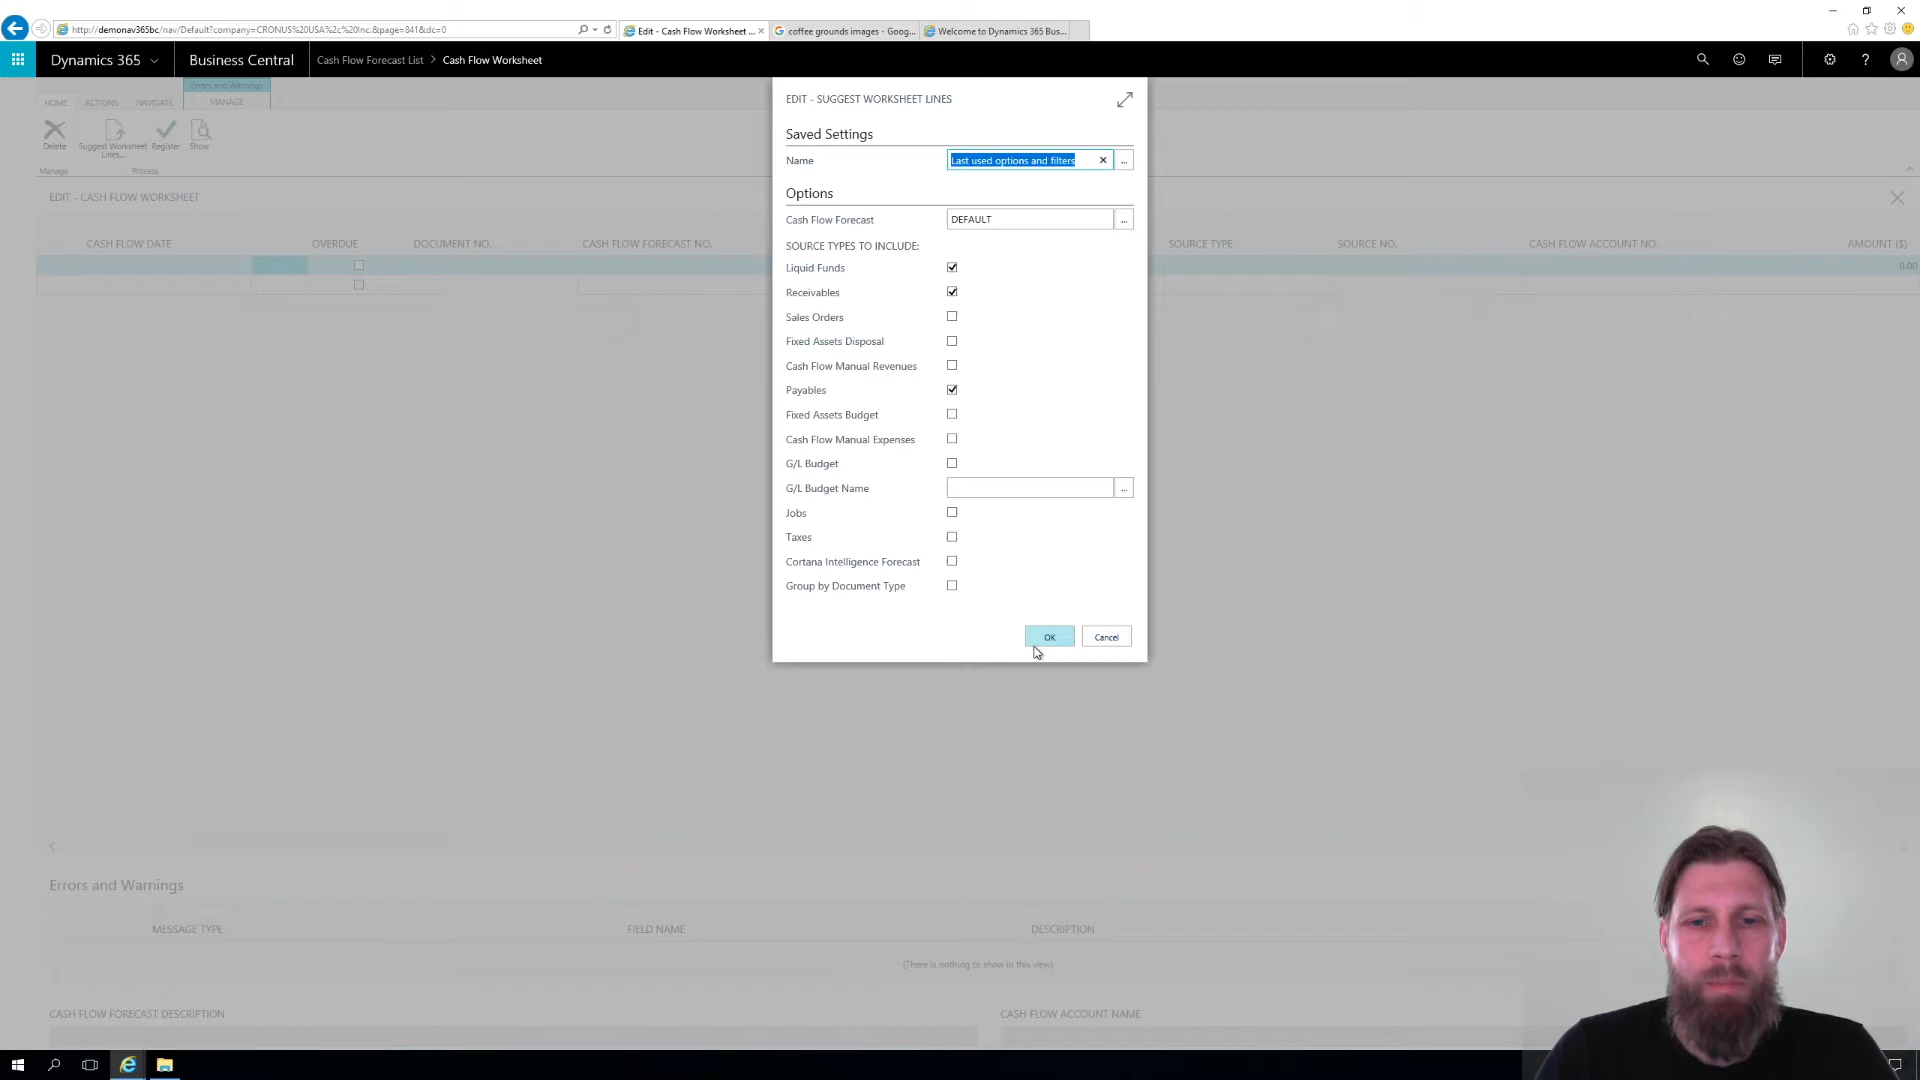 http://demonav365bc/nav/Default?company=CRONUS%20USA%2c%20Inc.&page=841&dc=0
Edit - Cash Flow Worksheet ...
coffee grounds images - Goog...
Welcome to Dynamics 365 Bus...
Dynamics 365
Business Central
Cash Flow Forecast List > Cash Flow Worksheet
Errors and Warnings
HOME
ACTIONS
NAVIGATE
MANAGE
Delete
Suggest Worksheet Lines...
Register
Show
Manage
Process
EDIT - CASH FLOW WORKSHEET
CASH FLOW DATE
OVERDUE
DOCUMENT NO.
CASH FLOW FORECAST NO.
SOURCE TYPE
SOURCE NO.
CASH FLOW ACCOUNT NO.
AMOUNT ($)
0.00
EDIT - SUGGEST WORKSHEET LINES
Saved Settings
Name
Last used options and filters
...
Options
Cash Flow Forecast
DEFAULT
...
SOURCE TYPES TO INCLUDE:
Liquid Funds
Receivables
Sales Orders
Fixed Assets Disposal
Cash Flow Manual Revenues
Payables
Fixed Assets Budget
Cash Flow Manual Expenses
G/L Budget
G/L Budget Name
...
Jobs
Taxes
Cortana Intelligence Forecast
Group by Document Type
OK
Cancel
Errors and Warnings
MESSAGE TYPE
FIELD NAME
DESCRIPTION
(There is nothing to show in this view)
CASH FLOW FORECAST DESCRIPTION
CASH FLOW ACCOUNT NAME